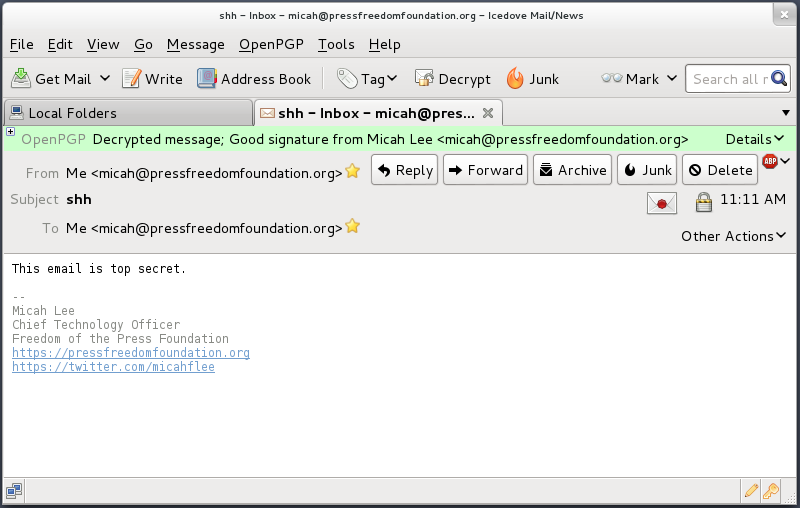 shh - Inbox - micah@pressfreedomfoundation.org - Icedove Mail/News
File Edit View Go Message OpenPGP Tools Help
Get Mail Write Address Book Tag Decrypt Junk Mark Search all r
Local Folders shh - Inbox - micah@pres...
OpenPGP Decrypted message; Good signature from Micah Lee <micah@pressfreedomfoundation.org> Details
From Me <micah@pressfreedomfoundation.org> Reply Forward Archive Junk Delete ABP
Subject shh 11:11 AM
To Me <micah@pressfreedomfoundation.org>
Other Actions
This email is top secret.
--
Micah Lee
Chief Technology Officer
Freedom of the Press Foundation
https://pressfreedomfoundation.org
https://twitter.com/micahflee